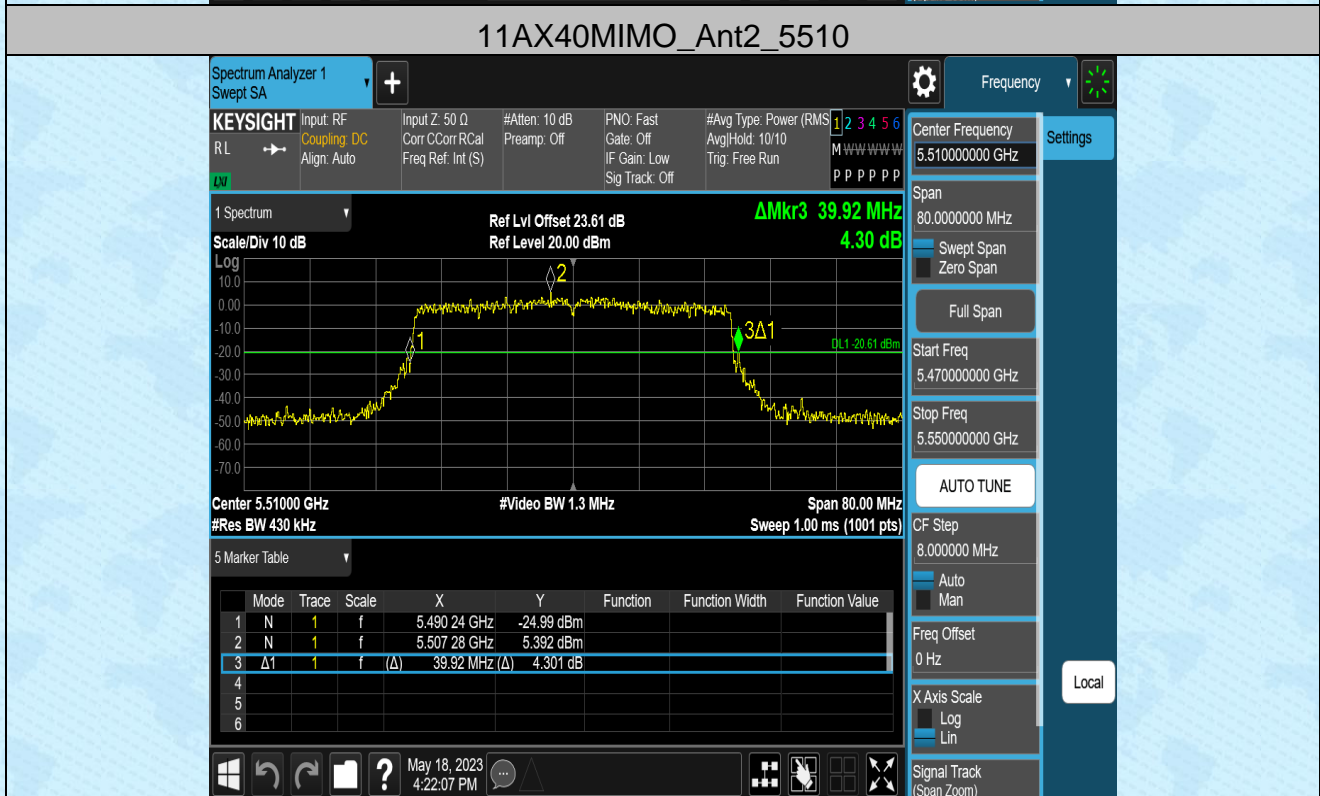 11AX40MIMO_Ant2_5510
Spectrum Analyzer 1
Swept SA
+
Frequency
KEYSIGHT
RL
LXI
Input: RF
Coupling: DC
Align: Auto
Input Z: 50 Ω
Corr CCorr RCal
Freq Ref: Int (S)
#Atten: 10 dB
Preamp: Off
PNO: Fast
Gate: Off
IF Gain: Low
Sig Track: Off
#Avg Type: Power (RMS
Avg|Hold: 10/10
Trig: Free Run
1 2 3 4 5 6
M W W W W W
P P P P P P
1 Spectrum
Scale/Div 10 dB
Ref Lvl Offset 23.61 dB
Ref Level 20.00 dBm
ΔMkr3 39.92 MHz
4.30 dB
Log
10.0
0.00
-10.0
-20.0
-30.0
-40.0
-50.0
-60.0
-70.0
1
2
3Δ1
DL1 -20.61 dBm
Center 5.51000 GHz
#Video BW 1.3 MHz
Span 80.00 MHz
#Res BW 430 kHz
Sweep 1.00 ms (1001 pts)
5 Marker Table
Mode Trace Scale X Y Function Function Width Function Value
1 N 1 f 5.490 24 GHz -24.99 dBm
2 N 1 f 5.507 28 GHz 5.392 dBm
3 Δ1 1 f (Δ) 39.92 MHz (Δ) 4.301 dB
4
5
6
?
May 18, 2023
4:22:07 PM
Center Frequency
5.510000000 GHz
Settings
Span
80.0000000 MHz
Swept Span
Zero Span
Full Span
Start Freq
5.470000000 GHz
Stop Freq
5.550000000 GHz
AUTO TUNE
CF Step
8.000000 MHz
Auto
Man
Freq Offset
0 Hz
X Axis Scale
Log
Lin
Local
Signal Track
(Span Zoom)